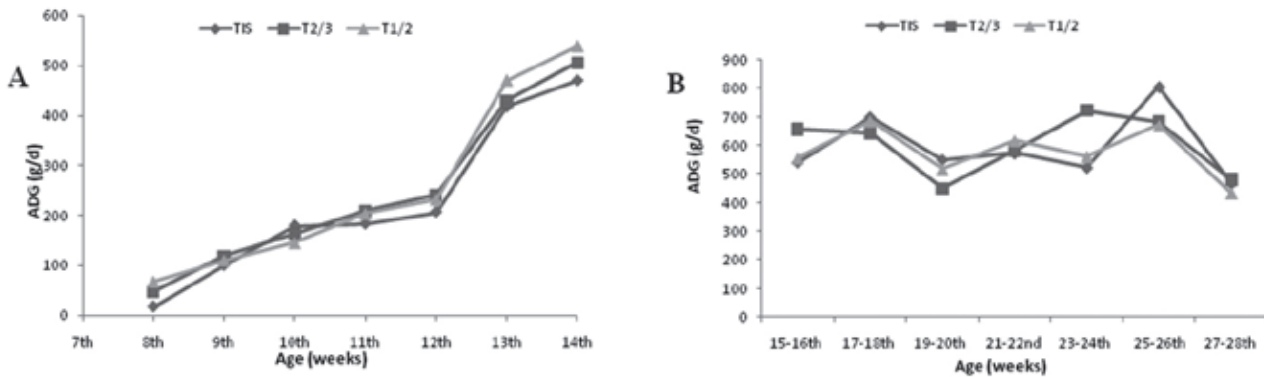 A
TIS T2/3 T1/2
ADG (g/d)
600
500
400
300
200
100
0
7th 8th 9th 10th 11th 12th 13th 14th
Age (weeks)
B
TIS T2/3 T1/2
ADG (g/d)
900
800
700
600
500
400
300
200
100
0
15-16th 17-18th 19-20th 21-22nd 23-24th 25-26th 27-28th
Age (weeks)